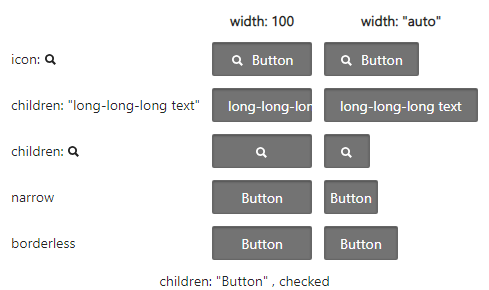 width: 100 width: "auto"
icon: Button Button
children: "long-long-long text" long-long-lon long-long-long text
children:
narrow Button Button
borderless Button Button
children: "Button" , checked